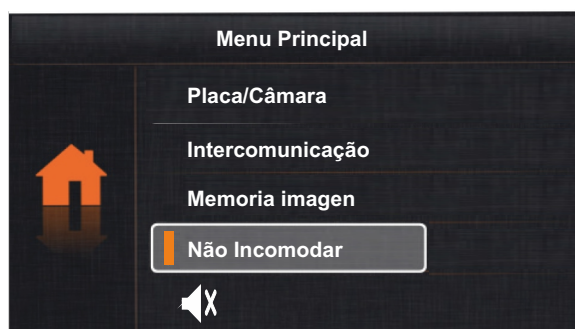 Menu Principal
Placa/Câmara
Intercomunicação
Memoria imagen
Não Incomodar